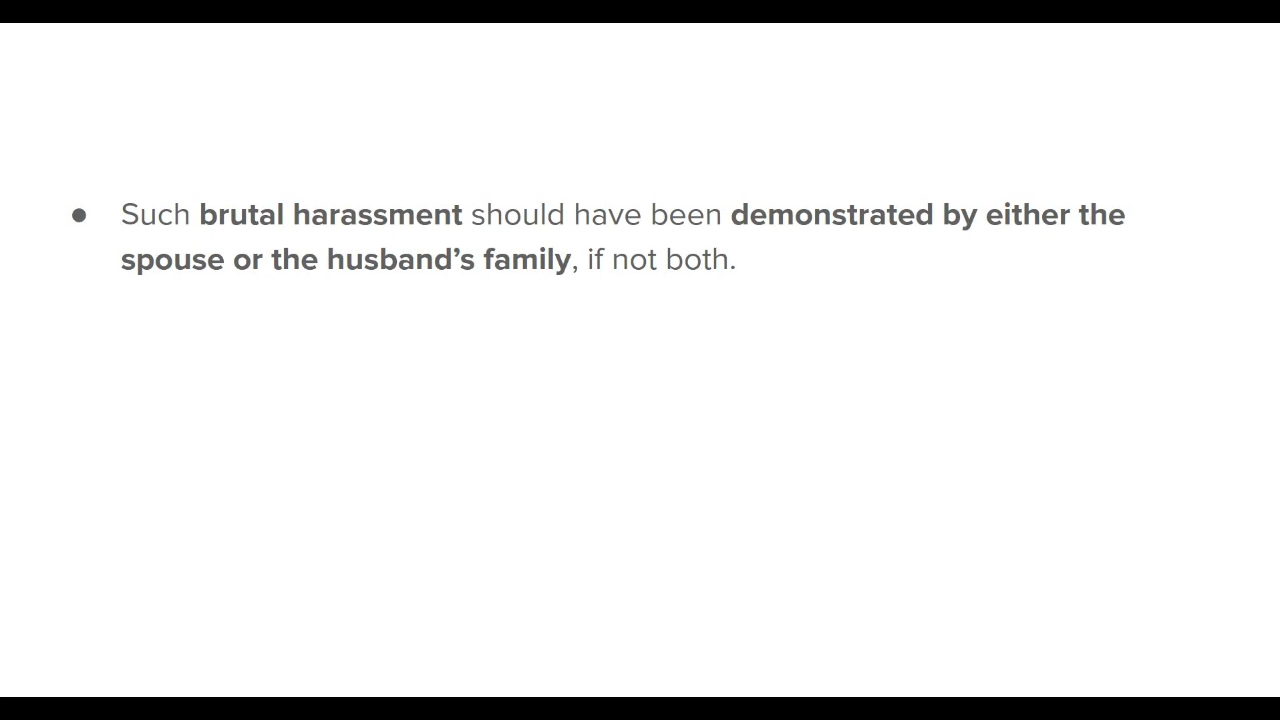 ● Such brutal harassment should have been demonstrated by either the
spouse or the husband’s family, if not both.